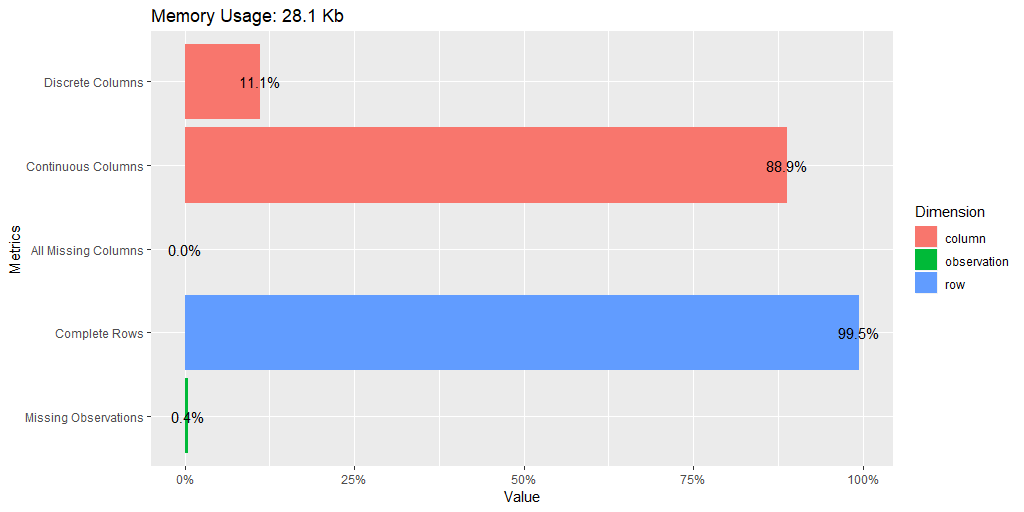 Memory Usage: 28.1 Kb
Metrics
Discrete Columns
11.1%
Continuous Columns
88.9%
All Missing Columns
0.0%
Complete Rows
99.5%
Missing Observations
0.4%
0%
25%
50%
75%
100%
Value
Dimension
column
observation
row